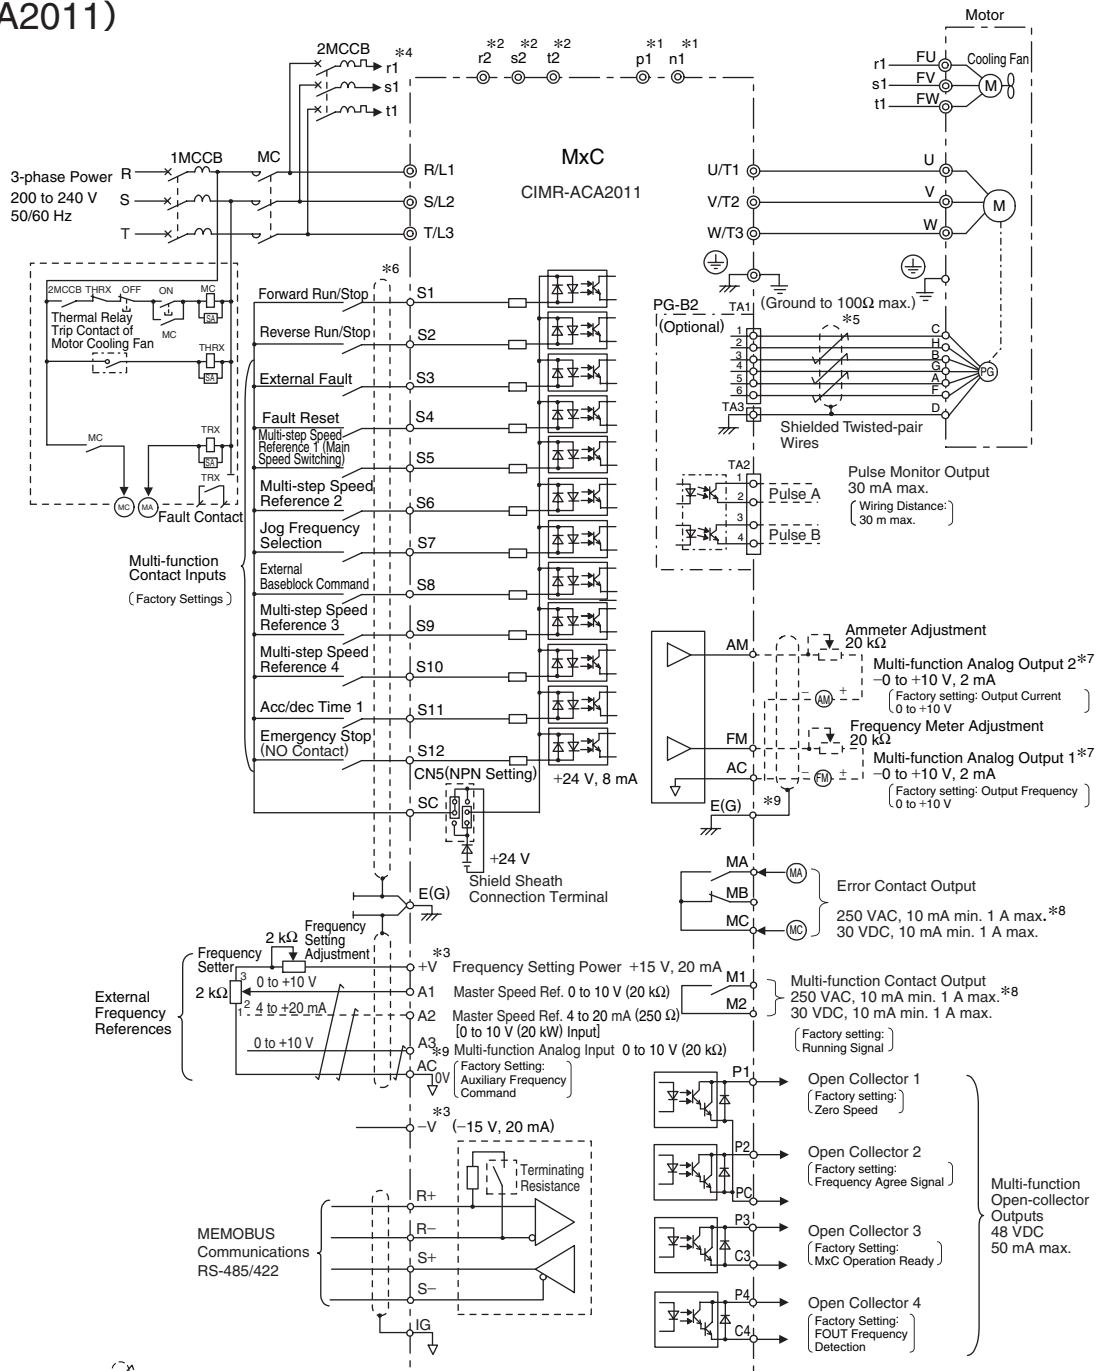 A2011)
Motor
2MCCB
*4
r1
s1
t1
*2 *2 *2 *1 *1
r2 s2 t2 p1 n1
r1 FU Cooling Fan
s1 FV M
t1 FW
1MCCB MC
3-phase Power
200 to 240 V
50/60 Hz
R
S
T
R/L1
S/L2
T/L3
MxC
CIMR-ACA2011
U/T1 U
V/T2 V M
W/T3 W
2MCCB THRX OFF ON MC
SA
MC
Thermal Relay
Trip Contact of
Motor Cooling Fan
THRX
SA
MC
TRX
SA
TRX
MC MA Fault Contact
*6
Forward Run/Stop S1
Reverse Run/Stop S2
External Fault S3
Fault Reset S4
Multi-step Speed
Reference 1 (Main
Speed Switching) S5
Multi-step Speed
Reference 2 S6
Jog Frequency
Selection S7
External
Baseblock Command S8
Multi-step Speed
Reference 3 S9
Multi-step Speed
Reference 4 S10
Acc/dec Time 1 S11
Emergency Stop
(NO Contact) S12
Multi-function
Contact Inputs
(Factory Settings)
CN5(NPN Setting)
+24 V, 8 mA
SC
+24 V
Shield Sheath
Connection Terminal
E(G)
PG-B2
(Optional)
TA1
(Ground to 100Ω max.)
*5
1 C
2 H
3 B
4 G
5 A
6 F
PG
TA3 D
Shielded Twisted-pair
Wires
TA2
1
2 Pulse A
3
4 Pulse B
Pulse Monitor Output
30 mA max.
(Wiring Distance:
30 m max.)
AM
Ammeter Adjustment
20 kΩ
Multi-function Analog Output 2*7
−0 to +10 V, 2 mA
(Factory setting: Output Current
0 to +10 V)
− AM +
FM
Frequency Meter Adjustment
20 kΩ
Multi-function Analog Output 1*7
−0 to +10 V, 2 mA
(Factory setting: Output Frequency
0 to +10 V)
AC − FM +
E(G) *9
MA MA
MB
MC MC
Error Contact Output
250 VAC, 10 mA min. 1 A max.*8
30 VDC, 10 mA min. 1 A max.
M1
M2
Multi-function Contact Output
250 VAC, 10 mA min. 1 A max.*8
30 VDC, 10 mA min. 1 A max.
(Factory setting:
Running Signal)
External
Frequency
References
Frequency
Setter
2 kΩ
2 kΩ
Frequency
Setting
Adjustment
3
2
1
0 to +10 V
4 to +20 mA
0 to +10 V
*3
+V Frequency Setting Power +15 V, 20 mA
A1 Master Speed Ref. 0 to 10 V (20 kΩ)
A2 Master Speed Ref. 4 to 20 mA (250 Ω)
[0 to 10 V (20 kW) Input]
A3
*9 Multi-function Analog Input 0 to 10 V (20 kΩ)
AC
0V
(Factory Setting:
Auxiliary Frequency
Command)
*3
−V (−15 V, 20 mA)
Terminating
Resistance
MEMOBUS
Communications
RS-485/422
R+
R−
S+
S−
IG
P1 Open Collector 1
(Factory setting:
Zero Speed)
P2 Open Collector 2
(Factory setting:
Frequency Agree Signal)
PC
P3 Open Collector 3
(Factory Setting:
MxC Operation Ready)
C3
P4 Open Collector 4
(Factory Setting:
FOUT Frequency
Detection)
C4
Multi-function
Open-collector
Outputs
48 VDC
50 mA max.